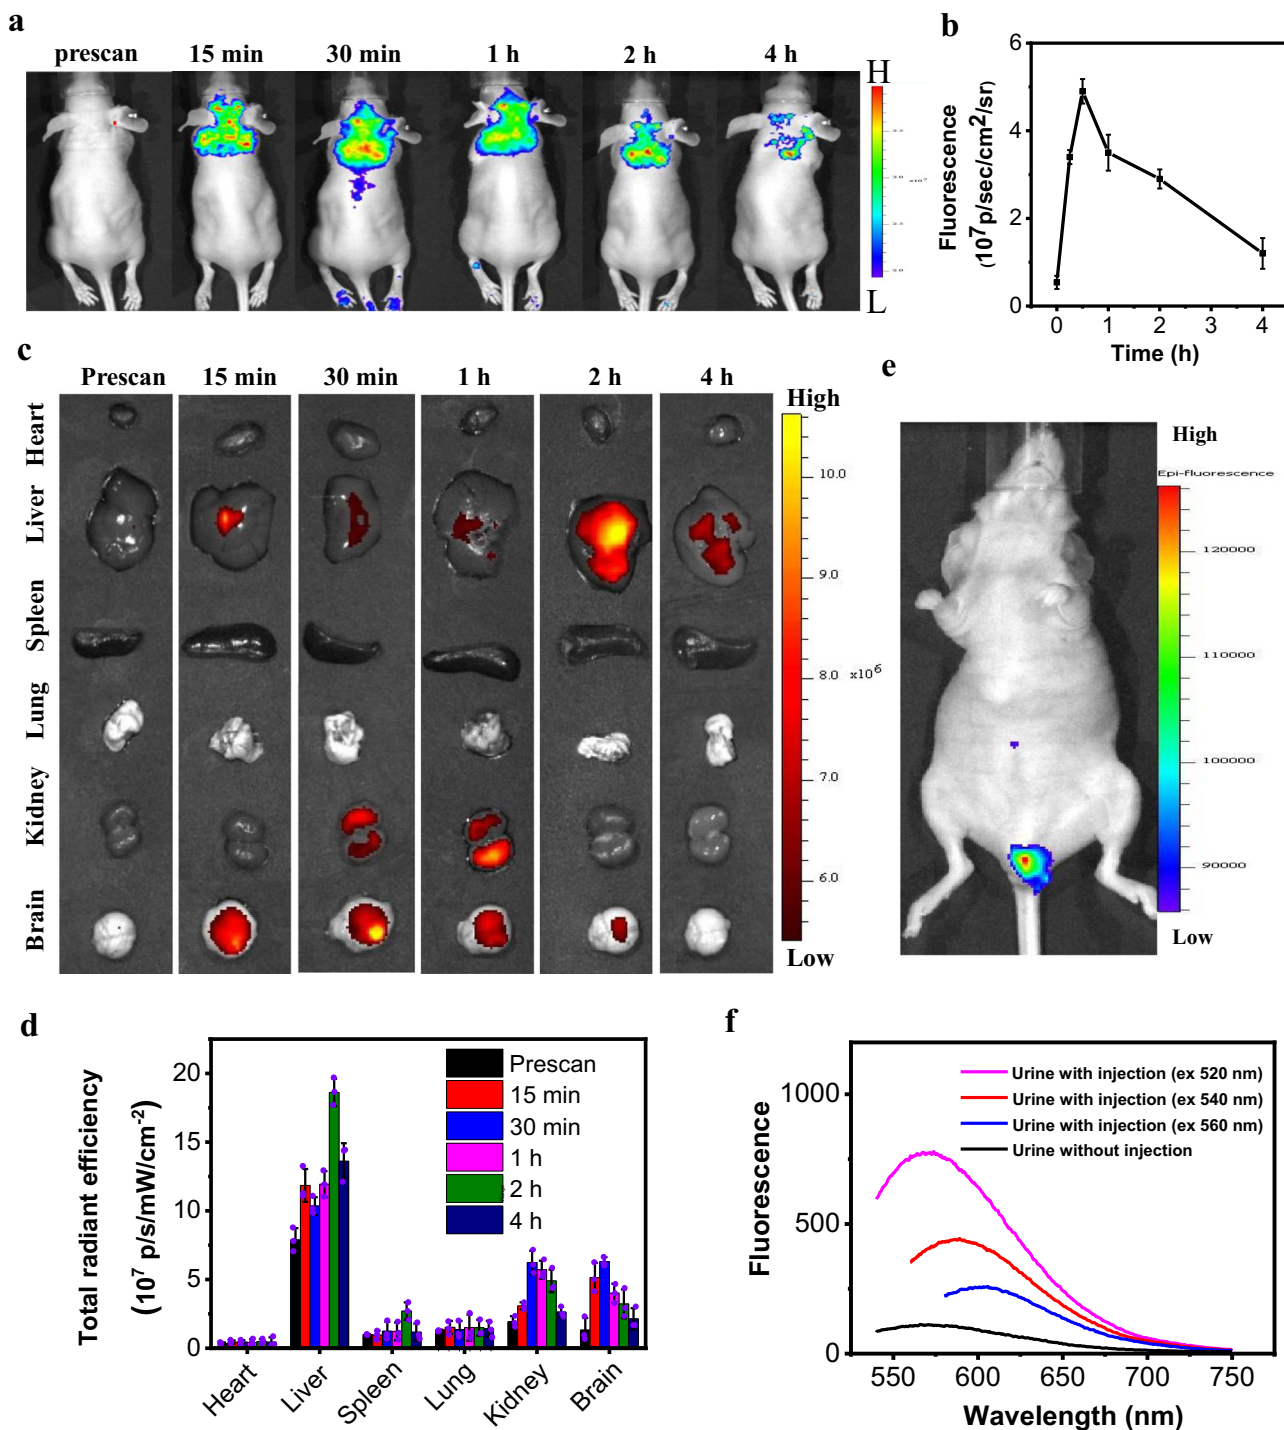 a
prescan
15 min
30 min
1 h
2 h
4 h
H
3.0
x10⁷
L
b
Fluorescence
(10⁷p/sec/cm²/sr)
6
4
2
0
0
1
2
3
4
Time (h)
c
Prescan
15 min
30 min
1 h
2 h
4 h
Heart
Liver
Spleen
Lung
Kidney
Brain
High
10.0
9.0
8.0
x10⁶
7.0
6.0
Low
e
High
Epi-fluorescence
120000
110000
100000
90000
Low
d
Total radiant efficiency
(10⁷ p/s/mW/cm⁻²)
20
15
10
5
0
Prescan
15 min
30 min
1 h
2 h
4 h
Heart
Liver
Spleen
Lung
Kidney
Brain
f
Fluorescence
1000
500
0
Urine with injection (ex 520 nm)
Urine with injection (ex 540 nm)
Urine with injection (ex 560 nm)
Urine without injection
550
600
650
700
750
Wavelength (nm)